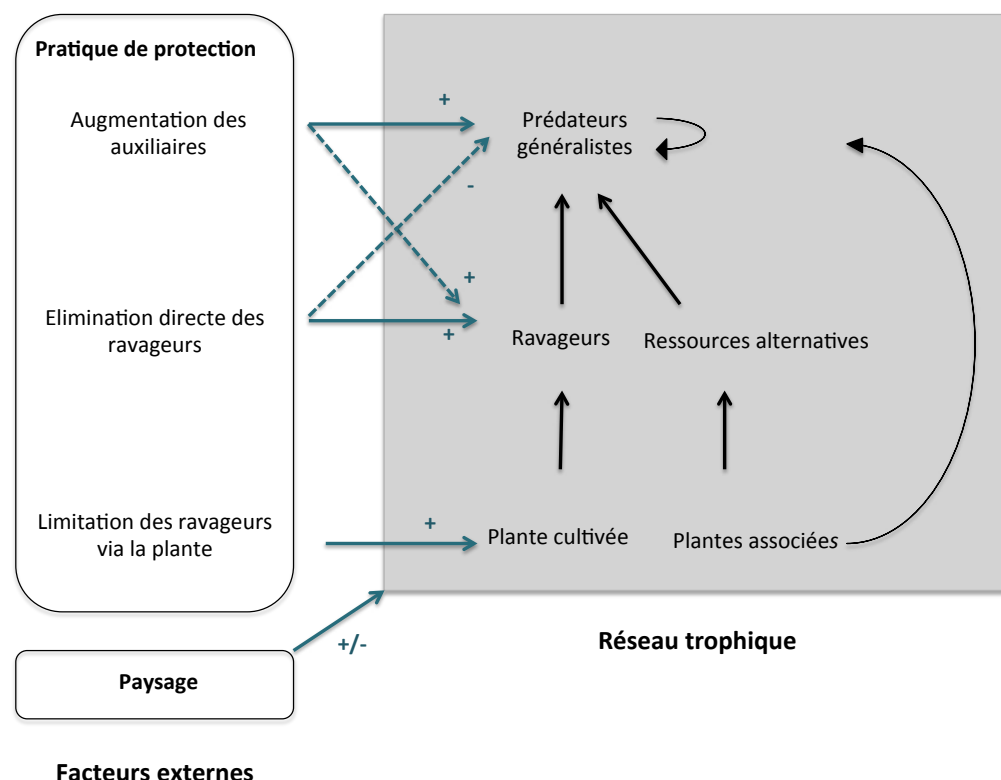 Pratique de protection
Augmentation des
auxiliaires
Elimination directe des
ravageurs
Limitation des ravageurs
via la plante
+
-
+
+
+
+/-
Prédateurs
généralistes
Ravageurs
Ressources alternatives
Plante cultivée
Plantes associées
Réseau trophique
Paysage
Facteurs externes